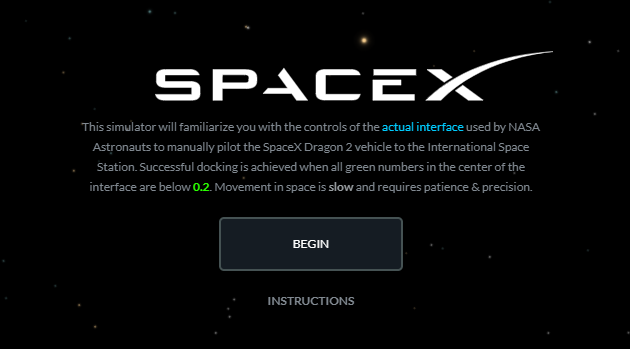 SPACEX
This simulator will familiarize you with the controls of the actual interface used by NASA
Astronauts to manually pilot the SpaceX Dragon 2 vehicle to the International Space
Station. Successful docking is achieved when all green numbers in the center of the
interface are below 0.2. Movement in space is slow and requires patience & precision.
BEGIN
INSTRUCTIONS